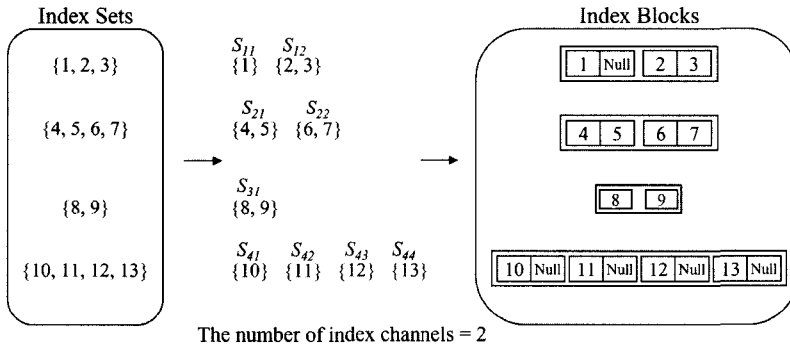 Index Sets Index Blocks
S11 S12
{1, 2, 3} {1} {2, 3} 1 Null 2 3
S21 S22
{4, 5, 6, 7} {4, 5} {6, 7} 4 5 6 7
S31
{8, 9} {8, 9} 8 9
S41 S42 S43 S44
{10, 11, 12, 13} {10} {11} {12} {13} 10 Null 11 Null 12 Null 13 Null
The number of index channels = 2